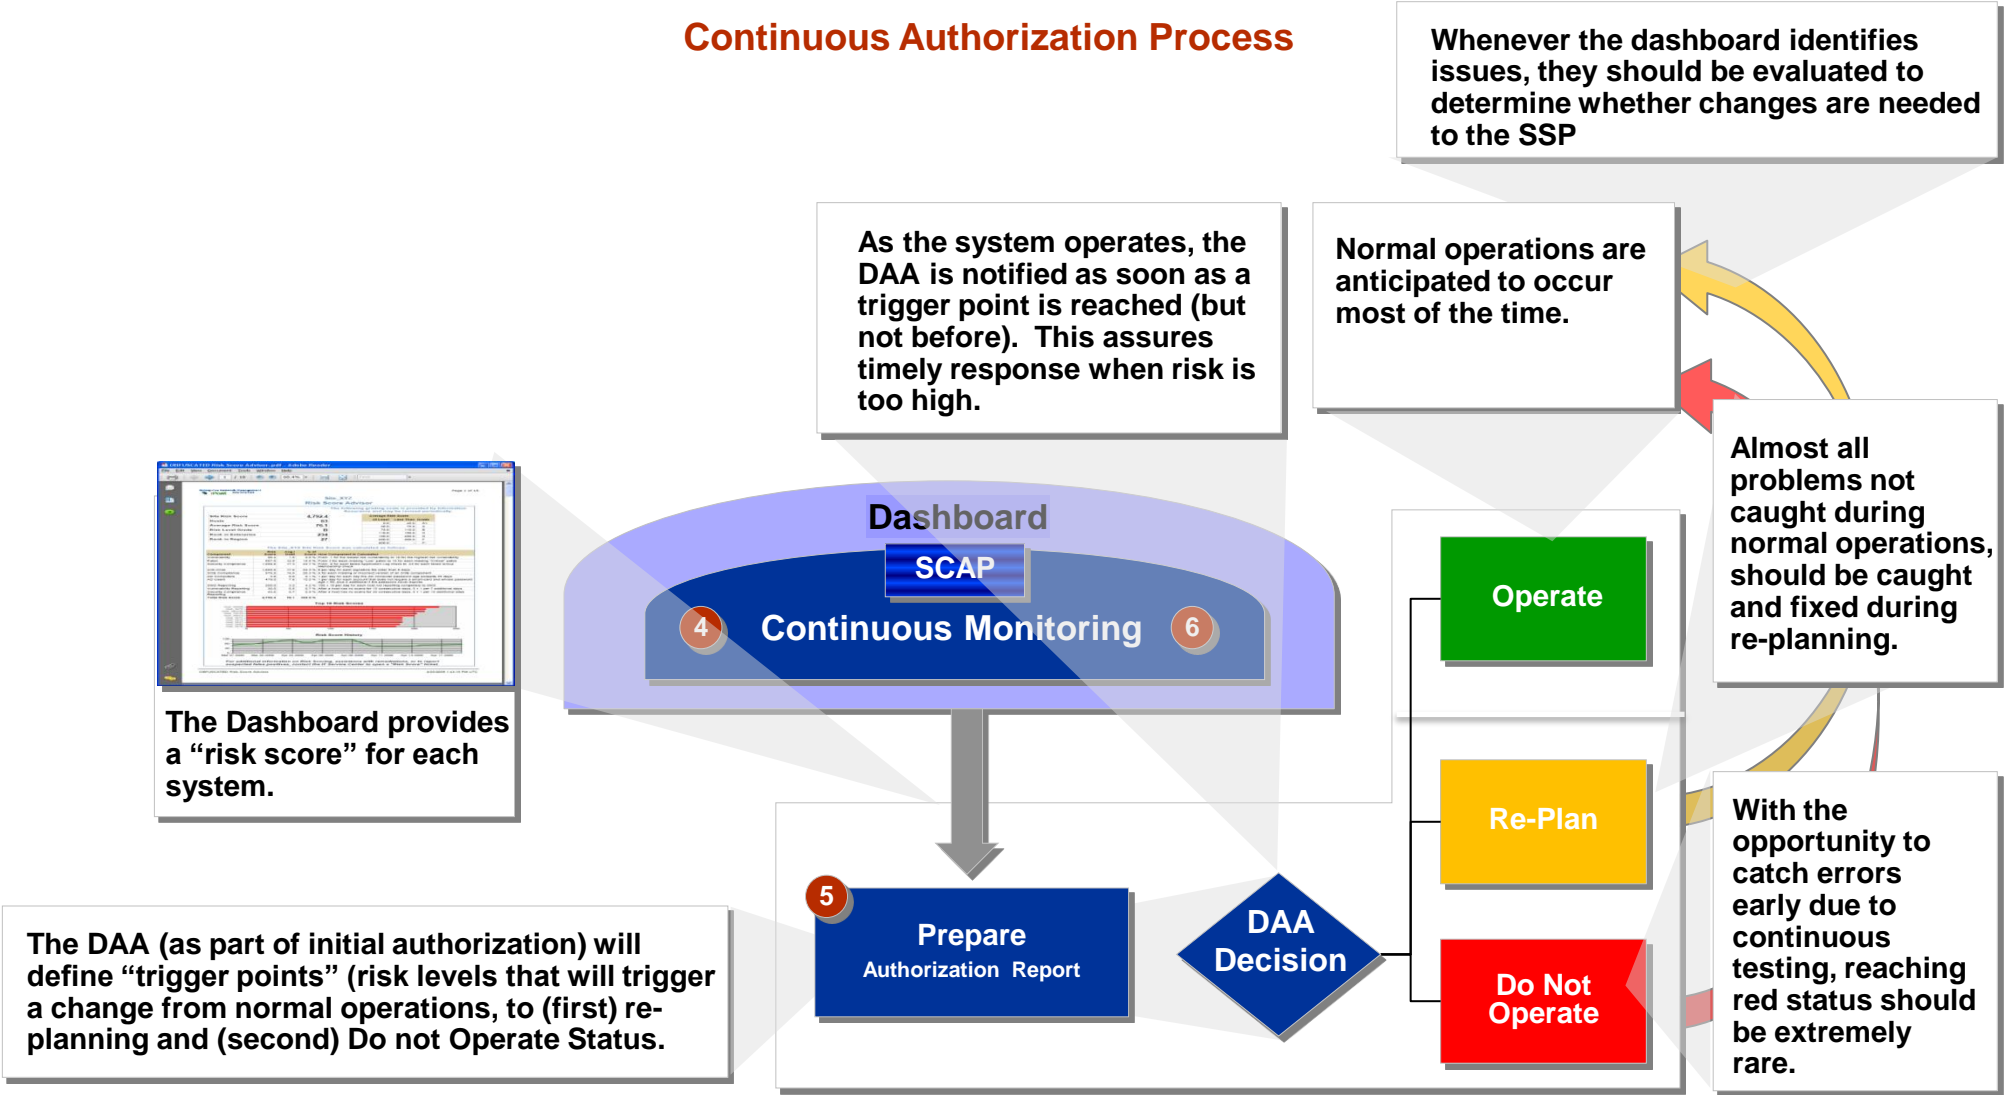 Continuous Authorization Process
Whenever the dashboard identifies
issues, they should be evaluated to
determine whether changes are needed
to the SSP
As the system operates, the
DAA is notified as soon as a
trigger point is reached (but
not before).  This assures
timely response when risk is
too high.
Normal operations are
anticipated to occur
most of the time.
Almost all
problems not
caught during
normal operations,
should be caught
and fixed during
re-planning.
Risk Score Advisor
The Dashboard provides
a “risk score” for each
system.
Dashboard
SCAP
4
Continuous Monitoring
6
Operate
Re-Plan
Do Not
Operate
With the
opportunity to
catch errors
early due to
continuous
testing, reaching
red status should
be extremely
rare.
5
Prepare
Authorization Report
DAA
Decision
The DAA (as part of initial authorization) will
define “trigger points” (risk levels that will trigger
a change from normal operations, to (first) re-
planning and (second) Do not Operate Status.